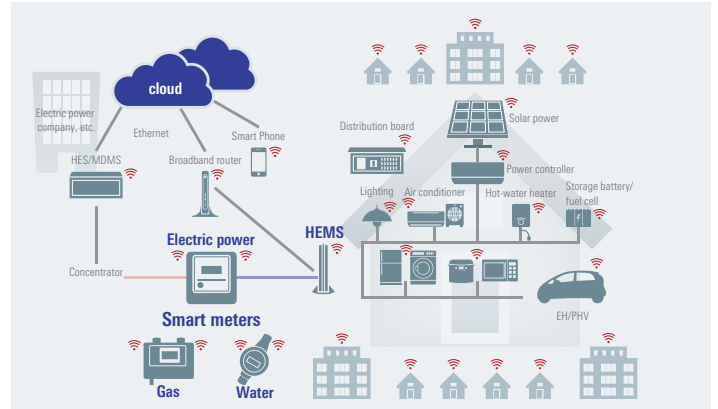 cloud
Electric power
company, etc.
Ethernet
Smart Phone
HES/MDMS
Broadband router
Distribution board
Solar power
Power controller
Lighting
Air conditioner
Hot-water heater
Storage battery/
fuel cell
HEMS
Electric power
Concentrator
Smart meters
EH/PHV
Gas
Water